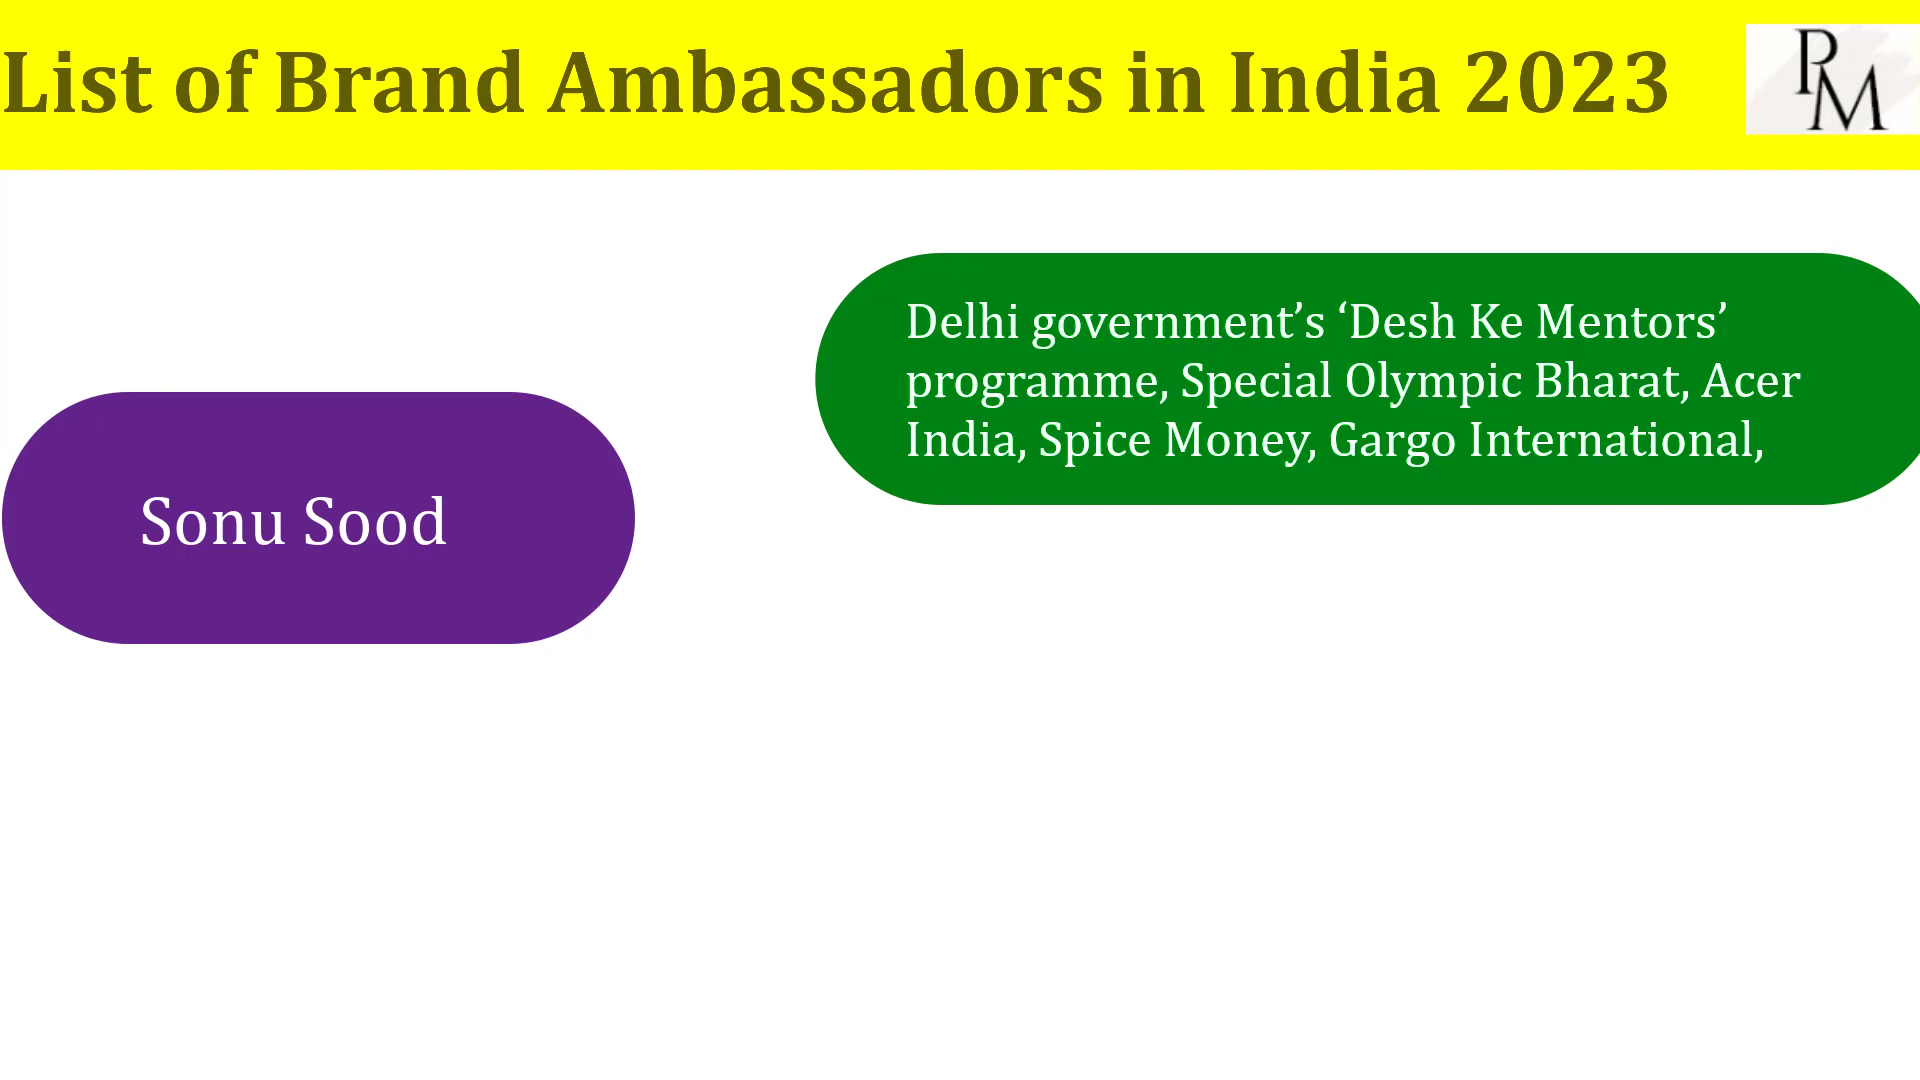 List of Brand Ambassadors in India 2023
PM
Sonu Sood
Delhi government’s ‘Desh Ke Mentors’
programme, Special Olympic Bharat, Acer
India, Spice Money, Gargo International,